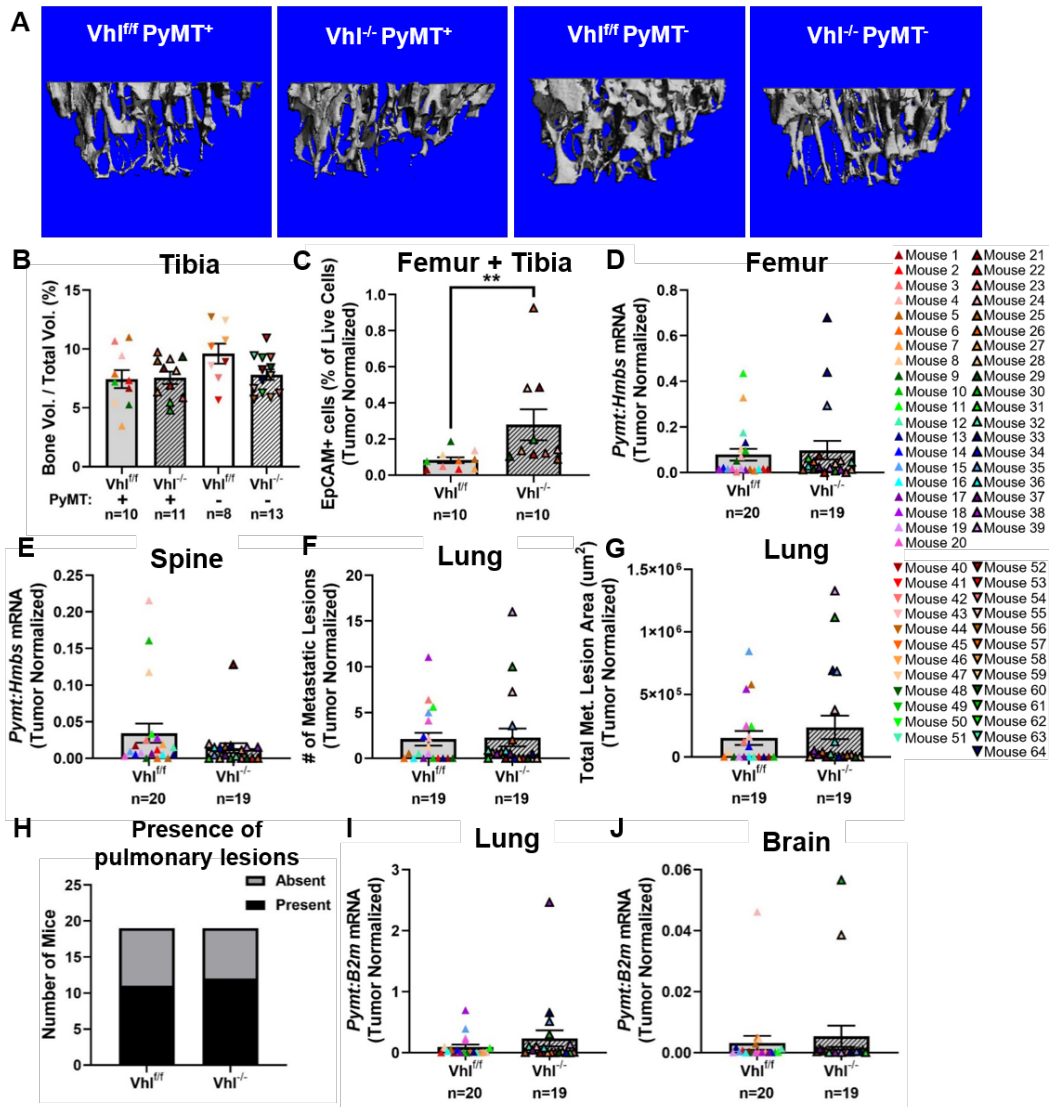 A
Vhlf/f PyMT+
Vhl-/- PyMT+
Vhlf/f PyMT-
Vhl-/- PyMT-
B
Tibia
Bone Vol. / Total Vol. (%)
20
15
10
5
0
Vhlf/f
Vhl-/-
Vhlf/f
Vhl-/-
PyMT:
+
+
-
-
n=10
n=11
n=8
n=13
C
Femur + Tibia
EpCAM+ cells (% of Live Cells)
(Tumor Normalized)
**
1.0
0.8
0.6
0.4
0.2
0.0
Vhlf/f
Vhl-/-
n=10
n=10
D
Femur
Pymt:Hmbs mRNA
(Tumor Normalized)
0.8
0.6
0.4
0.2
0.0
Vhlf/f
Vhl-/-
n=20
n=19
Mouse 1
Mouse 2
Mouse 3
Mouse 4
Mouse 5
Mouse 6
Mouse 7
Mouse 8
Mouse 9
Mouse 10
Mouse 11
Mouse 12
Mouse 13
Mouse 14
Mouse 15
Mouse 16
Mouse 17
Mouse 18
Mouse 19
Mouse 20
Mouse 21
Mouse 22
Mouse 23
Mouse 24
Mouse 25
Mouse 26
Mouse 27
Mouse 28
Mouse 29
Mouse 30
Mouse 31
Mouse 32
Mouse 33
Mouse 34
Mouse 35
Mouse 36
Mouse 37
Mouse 38
Mouse 39
E
Spine
Pymt:Hmbs mRNA
(Tumor Normalized)
0.25
0.20
0.15
0.10
0.05
0.00
Vhlf/f
Vhl-/-
n=20
n=19
F
Lung
# of Metastatic Lesions
(Tumor Normalized)
20
15
10
5
0
Vhlf/f
Vhl-/-
n=19
n=19
G
Lung
Total Met. Lesion Area (um2)
(Tumor Normalized)
1.5×106
1×106
5×105
0
Vhlf/f
Vhl-/-
n=19
n=19
Mouse 40
Mouse 41
Mouse 42
Mouse 43
Mouse 44
Mouse 45
Mouse 46
Mouse 47
Mouse 48
Mouse 49
Mouse 50
Mouse 51
Mouse 52
Mouse 53
Mouse 54
Mouse 55
Mouse 56
Mouse 57
Mouse 58
Mouse 59
Mouse 60
Mouse 61
Mouse 62
Mouse 63
Mouse 64
H
Presence of
pulmonary lesions
Absent
Present
Number of Mice
25
20
15
10
5
0
Vhlf/f
Vhl-/-
I
Lung
Pymt:B2m mRNA
(Tumor Normalized)
3
2
1
0
Vhlf/f
Vhl-/-
n=20
n=19
J
Brain
Pymt:B2m mRNA
(Tumor Normalized)
0.06
0.04
0.02
0.00
Vhlf/f
Vhl-/-
n=20
n=19